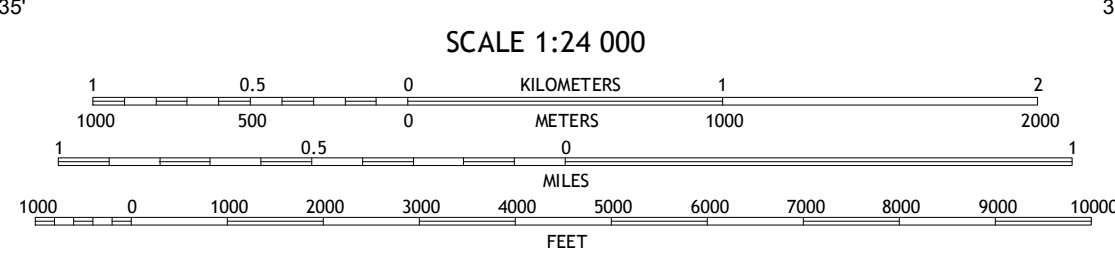 35' 3
SCALE 1:24 000
1 0.5 0 KILOMETERS 1 2
1000 500 0 METERS 1000 2000
1 0.5 0 1
MILES
1000 0 1000 2000 3000 4000 5000 6000 7000 8000 9000 10000
FEET